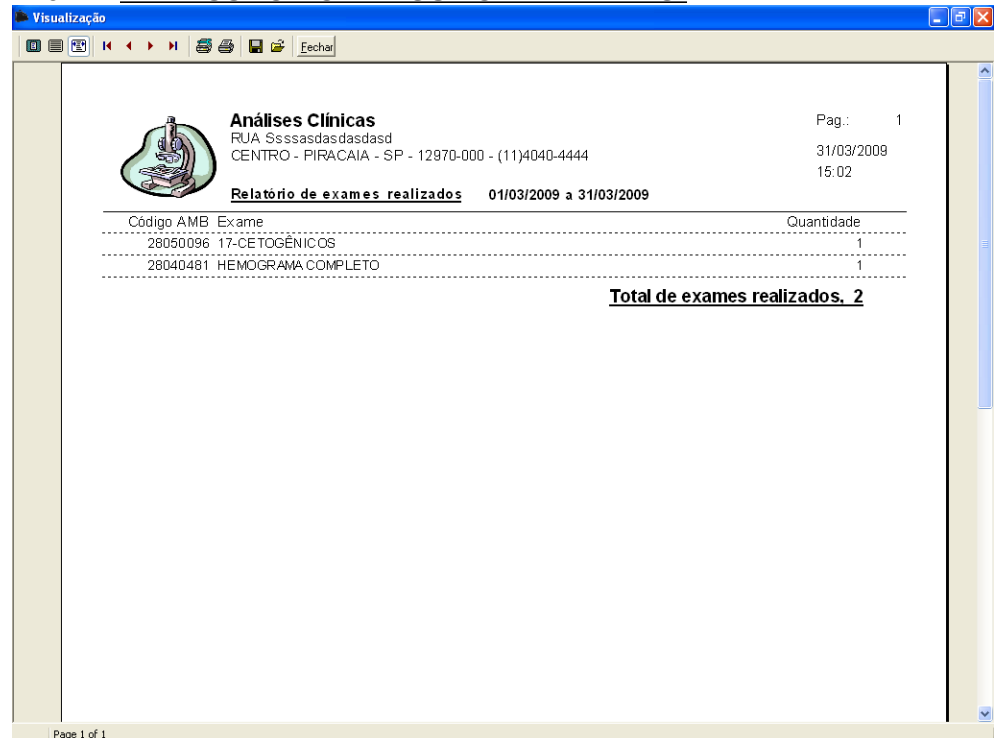 Visualização
Fechar
Análises Clínicas
Pag.: 1
RUA Ssssasdasdasdasd
CENTRO - PIRACAIA - SP - 12970-000 - (11)4040-4444
31/03/2009
15:02
Relatório de exames realizados 01/03/2009 a 31/03/2009
Código AMB Exame Quantidade
28050096 17-CETOGÊNICOS 1
28040481 HEMOGRAMA COMPLETO 1
Total de exames realizados, 2
Page 1 of 1